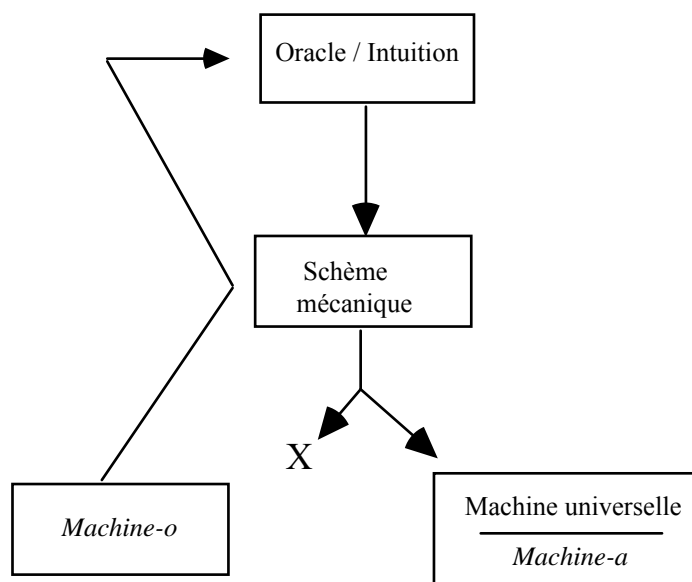 Oracle / Intuition
Schème
mécanique
X
Machine-o
Machine universelle
Machine-a